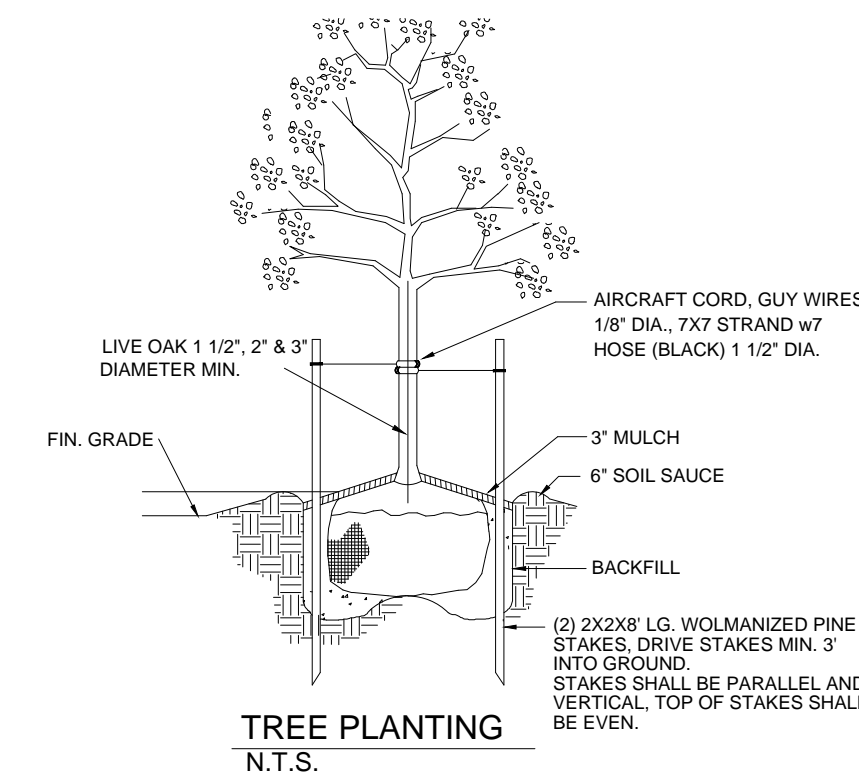 AIRCRAFT CORD, GUY WIRES
1/8" DIA., 7X7 STRAND w7
HOSE (BLACK) 1 1/2" DIA.
LIVE OAK 1 1/2", 2" & 3"
DIAMETER MIN.
FIN. GRADE
3" MULCH
6" SOIL SAUCE
BACKFILL
(2) 2X2X8' LG. WOLMANIZED PINE
STAKES, DRIVE STAKES MIN. 3'
INTO GROUND.
STAKES SHALL BE PARALLEL AND
VERTICAL, TOP OF STAKES SHALL
BE EVEN.
TREE PLANTING
N.T.S.